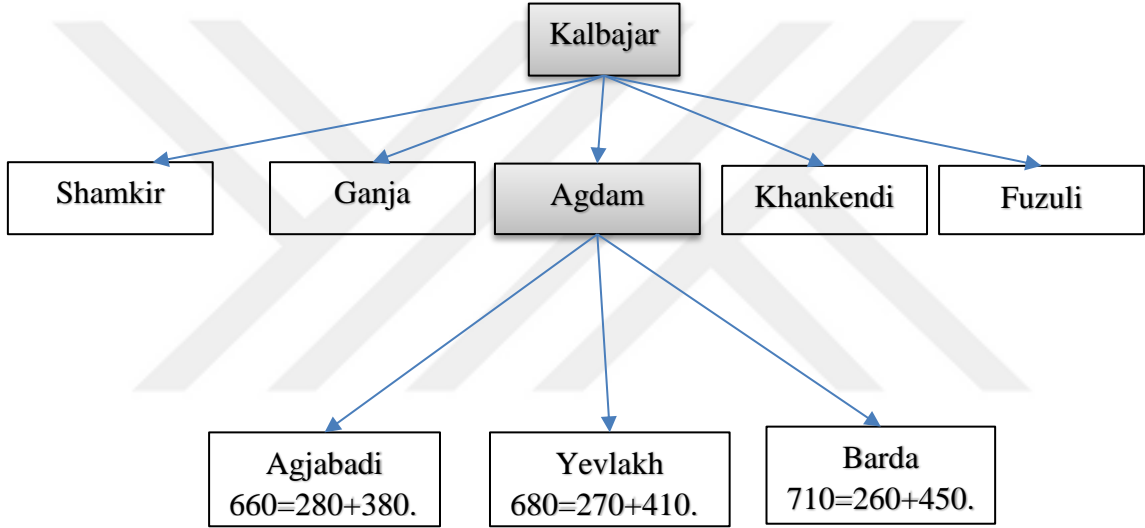 Kalbajar
Shamkir
Ganja
Agdam
Khankendi
Fuzuli
Agjabadi
660=280+380.
Yevlakh
680=270+410.
Barda
710=260+450.